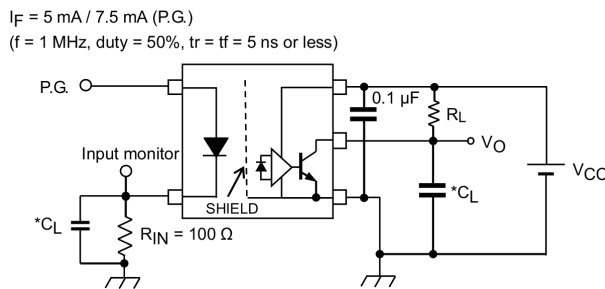 IF = 5 mA / 7.5 mA (P.G.)
(f = 1 MHz, duty = 50%, tr = tf = 5 ns or less)
P.G.
0.1 μF
RL
VO
Input monitor
VCC
*CL
SHIELD
*CL
RIN = 100 Ω